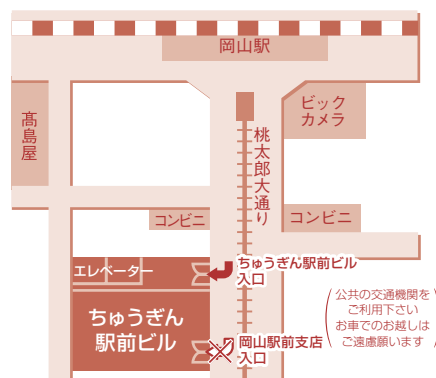 岡山駅
髙島屋
ビック
カメラ
桃太郎大通り
コンビニ
コンビニ
エレベーター
ちゅうぎん駅前ビル
入口
ちゅうぎん
駅前ビル
岡山駅前支店
入口
公共の交通機関を
ご利用下さい
お車でのお越しは
ご遠慮願います